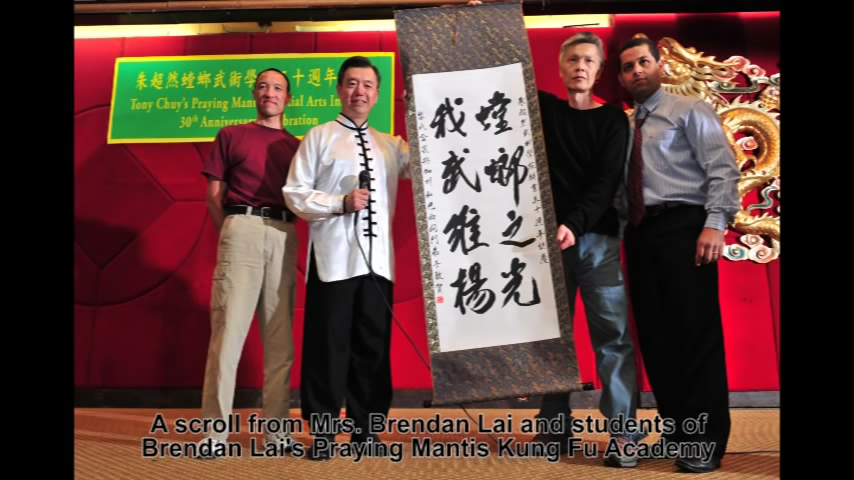 朱超然螳螂武術學
十週年
Tony Chuy's Praying Man
ial Arts In
30th Anniversary
bration
螳螂之光
我武維楊
A scroll from Mrs. Brendan Lai and students of
Brendan Lai's Praying Mantis Kung Fu Academy